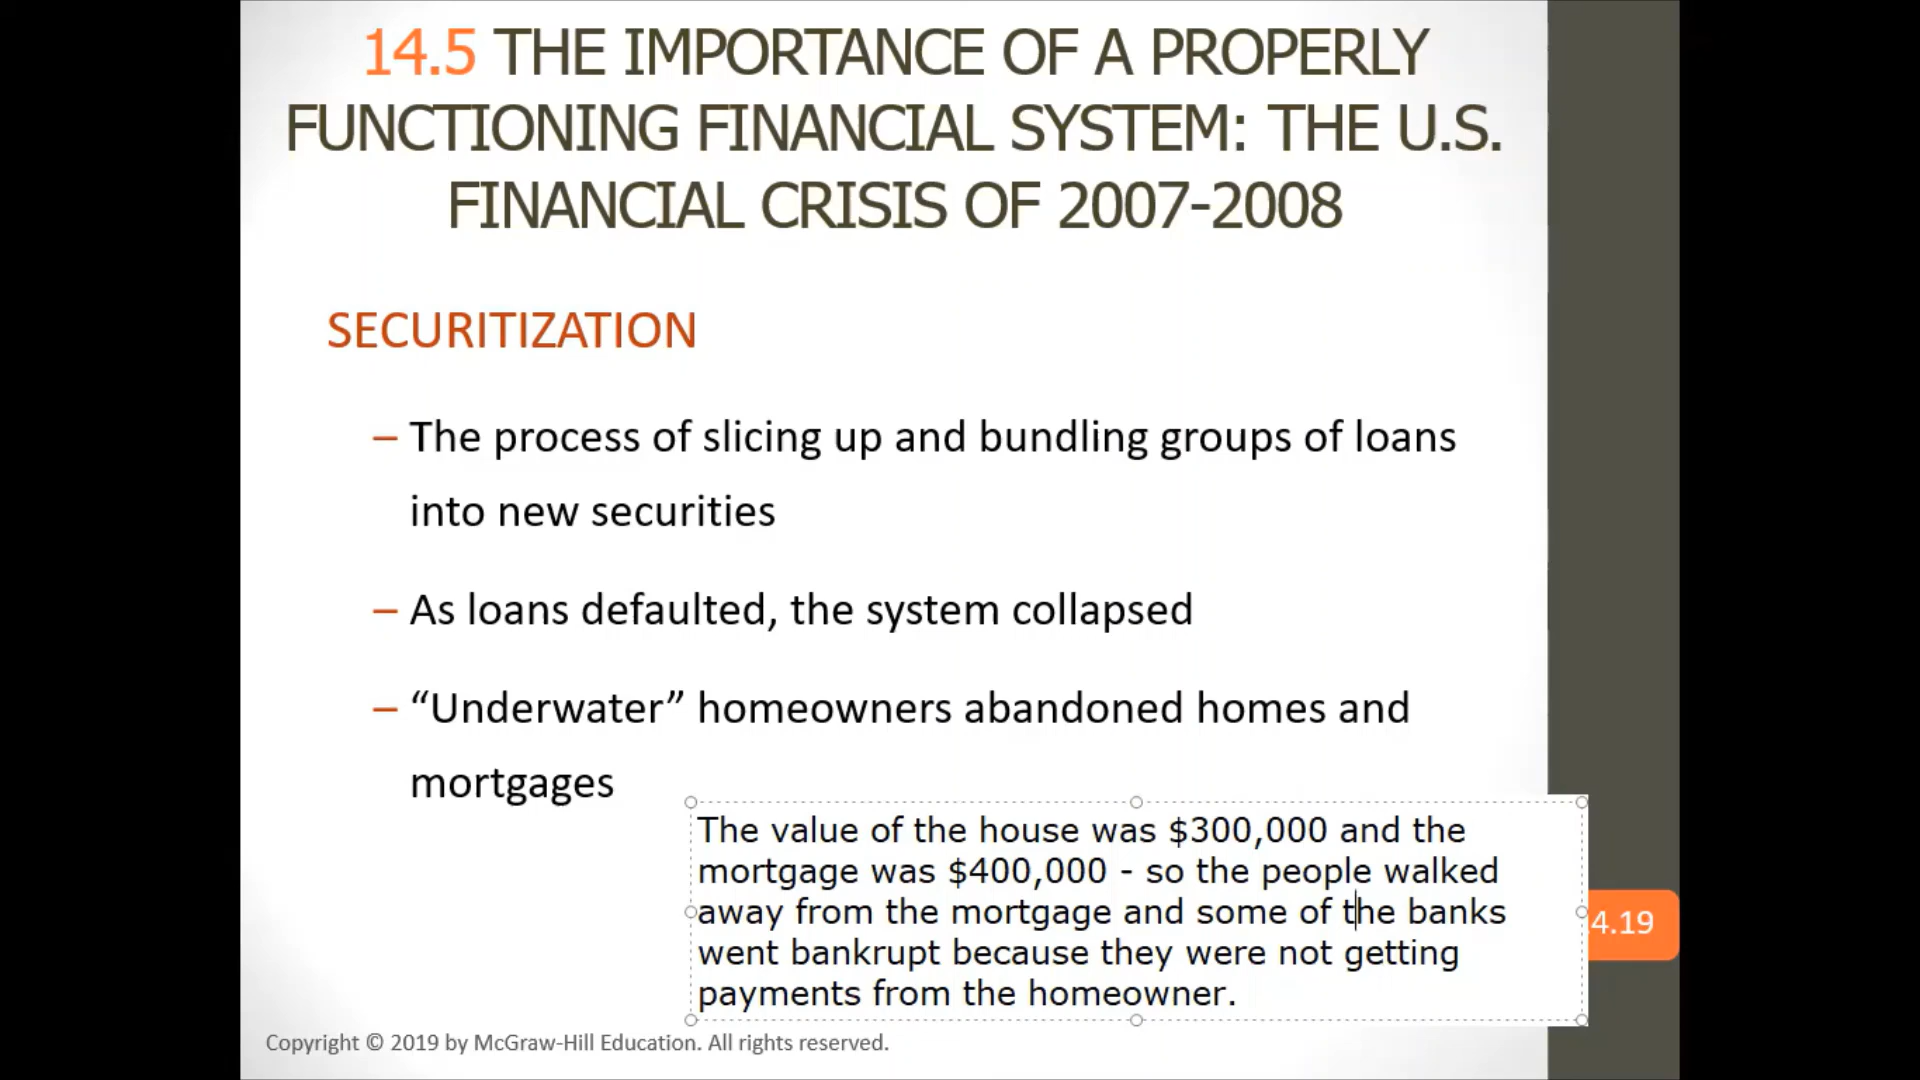 14.5 THE IMPORTANCE OF A PROPERLY
FUNCTIONING FINANCIAL SYSTEM: THE U.S.
FINANCIAL CRISIS OF 2007-2008
SECURITIZATION
– The process of slicing up and bundling groups of loans
into new securities
– As loans defaulted, the system collapsed
– “Underwater” homeowners abandoned homes and
mortgages
The value of the house was $300,000 and the
mortgage was $400,000 - so the people walked
away from the mortgage and some of the banks
went bankrupt because they were not getting
payments from the homeowner.
4.19
Copyright © 2019 by McGraw-Hill Education. All rights reserved.